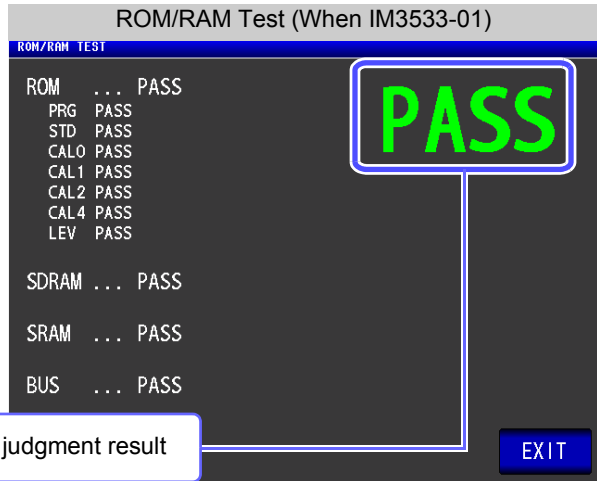 ROM/RAM Test (When IM3533-01)
ROM/RAM TEST
ROM ... PASS
PRG PASS
STD PASS
CAL0 PASS
CAL1 PASS
CAL2 PASS
CAL4 PASS
LEV PASS
PASS
SDRAM ... PASS
SRAM ... PASS
BUS ... PASS
judgment result
EXIT